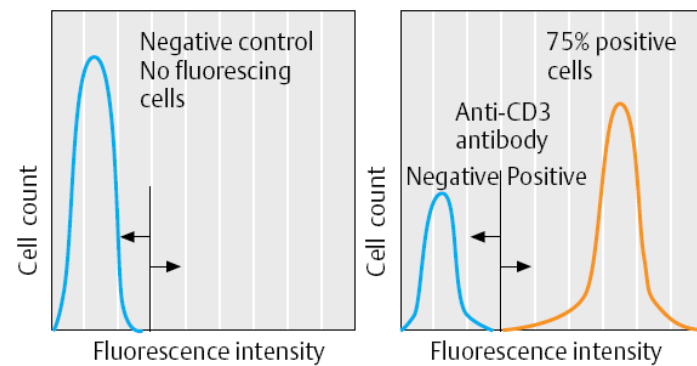 Negative control
No fluorescing
cells
Cell count
Fluorescence intensity
75% positive
cells
Anti-CD3
antibody
Negative Positive
Cell count
Fluorescence intensity